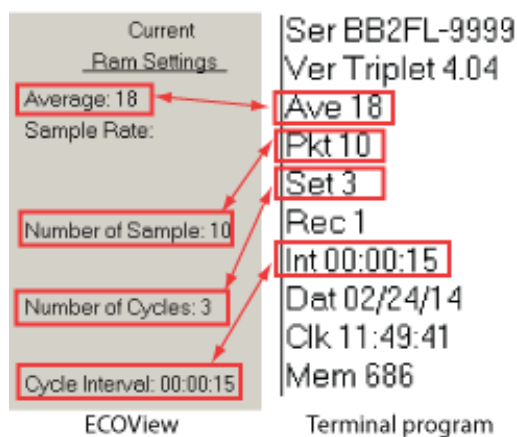 Current
Ram Settings
Average: 18
Sample Rate:
Number of Sample: 10
Number of Cycles: 3
Cycle Interval: 00:00:15
ECOView
Ser BB2FL-9999
Ver Triplet 4.04
Ave 18
Pkt 10
Set 3
Rec 1
Int 00:00:15
Dat 02/24/14
Clk 11:49:41
Mem 686
Terminal program